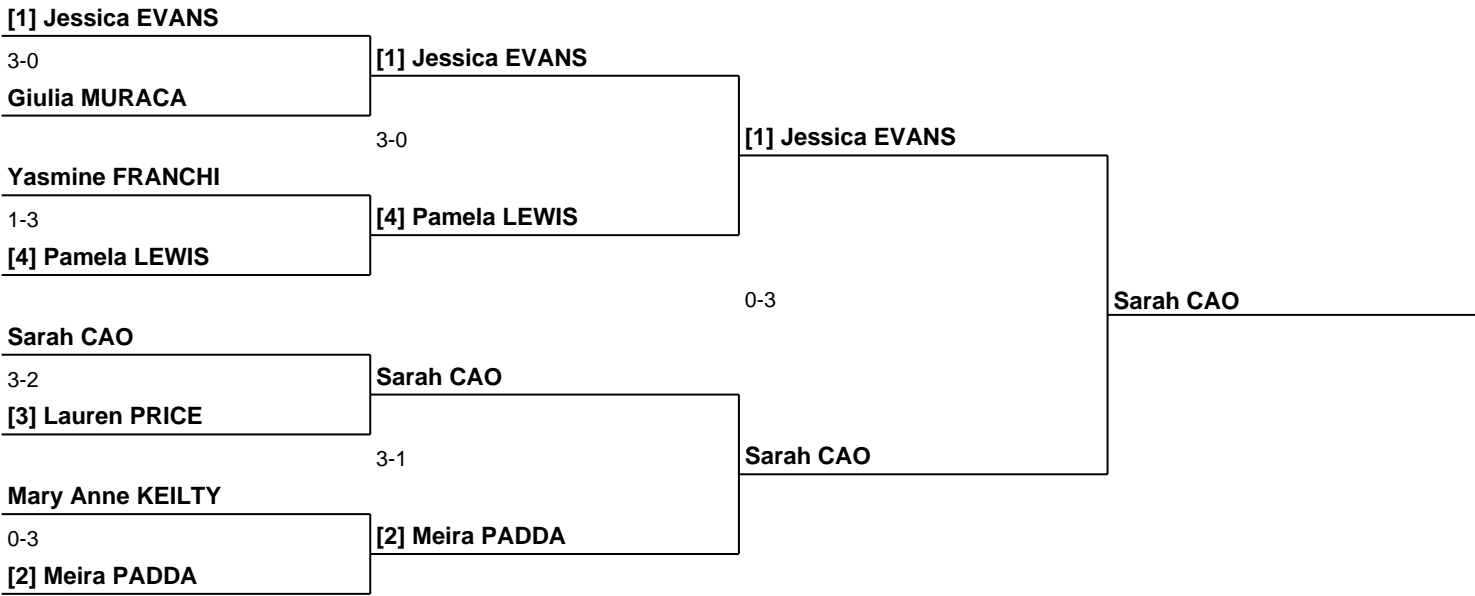 [1] Jessica EVANS
3-0
Giulia MURACA
Yasmine FRANCHI
1-3
[4] Pamela LEWIS
Sarah CAO
3-2
[3] Lauren PRICE
Mary Anne KEILTY
0-3
[2] Meira PADDA
[1] Jessica EVANS
3-0
[4] Pamela LEWIS
Sarah CAO
3-1
[2] Meira PADDA
[1] Jessica EVANS
0-3
Sarah CAO
Sarah CAO